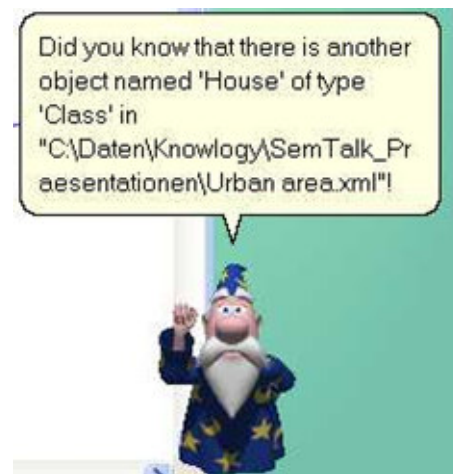 Did you know that there is another
object named 'House' of type
'Class' in
"C:\Daten\Knowlogy\SemTalk_Pr
aesentationen\Urban area.xml"!